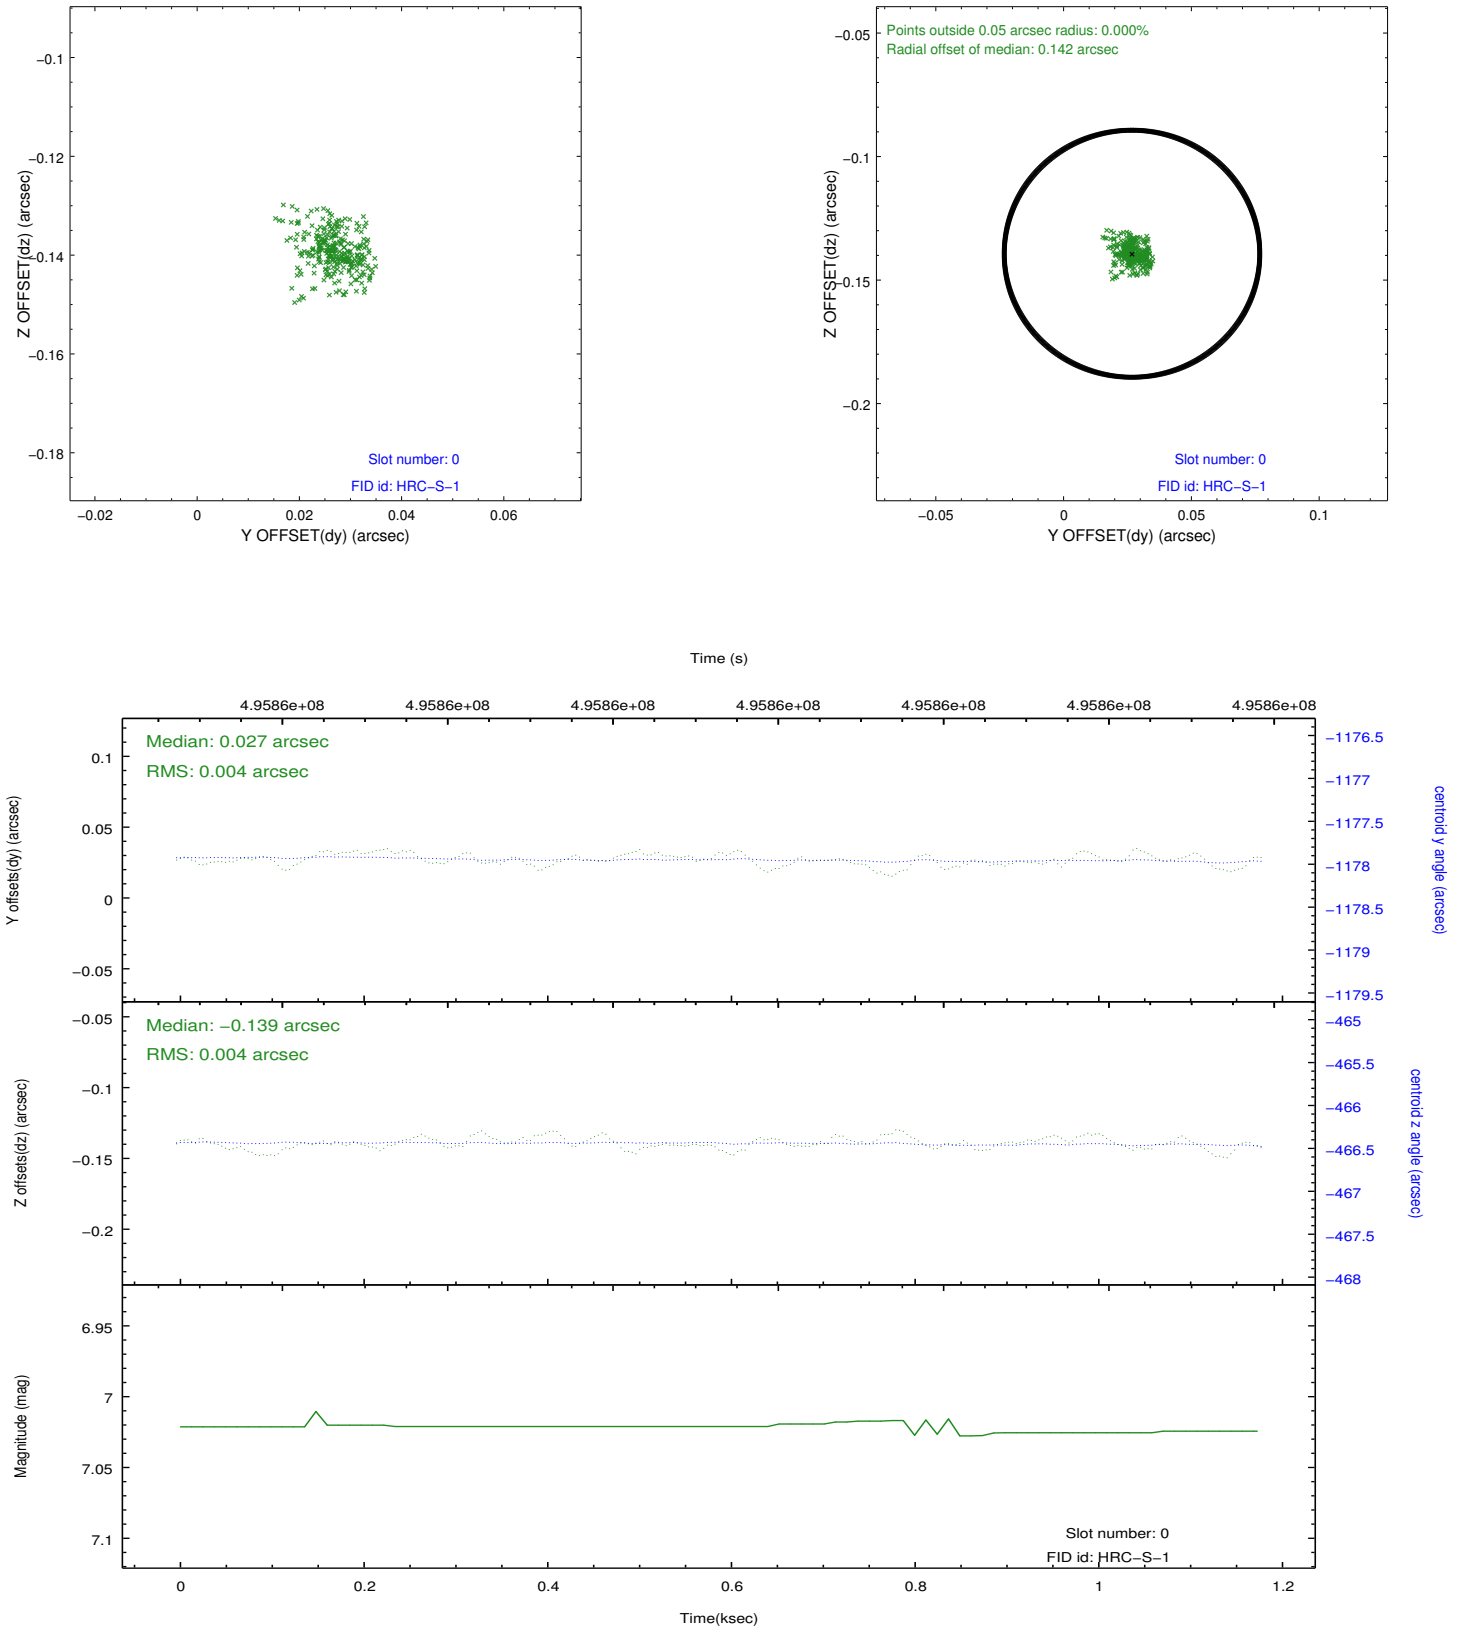 Z OFFSET(dz) (arcsec)
−0.1
−0.12
−0.14
−0.16
−0.18
−0.02
0
0.02
0.04
0.06
Y OFFSET(dy) (arcsec)
Slot number: 0
FID id: HRC−S−1
Points outside 0.05 arcsec radius: 0.000%
Radial offset of median: 0.142 arcsec
Z OFFSET(dz) (arcsec)
−0.05
−0.1
−0.15
−0.2
−0.05
0
0.05
0.1
Y OFFSET(dy) (arcsec)
Slot number: 0
FID id: HRC−S−1
Time (s)
4.9586e+08
4.9586e+08
4.9586e+08
4.9586e+08
4.9586e+08
4.9586e+08
4.9586e+08
Median: 0.027 arcsec
RMS: 0.004 arcsec
Y offsets(dy) (arcsec)
0.1
0.05
0
−0.05
−1176.5
−1177
−1177.5
−1178
−1178.5
−1179
−1179.5
centroid y angle (arcsec)
Median: −0.139 arcsec
RMS: 0.004 arcsec
Z offsets(dz) (arcsec)
−0.05
−0.1
−0.15
−0.2
−465
−465.5
−466
−466.5
−467
−467.5
−468
centroid z angle (arcsec)
Magnitude (mag)
6.95
7
7.05
7.1
Slot number: 0
FID id: HRC−S−1
0
0.2
0.4
0.6
0.8
1
1.2
Time(ksec)